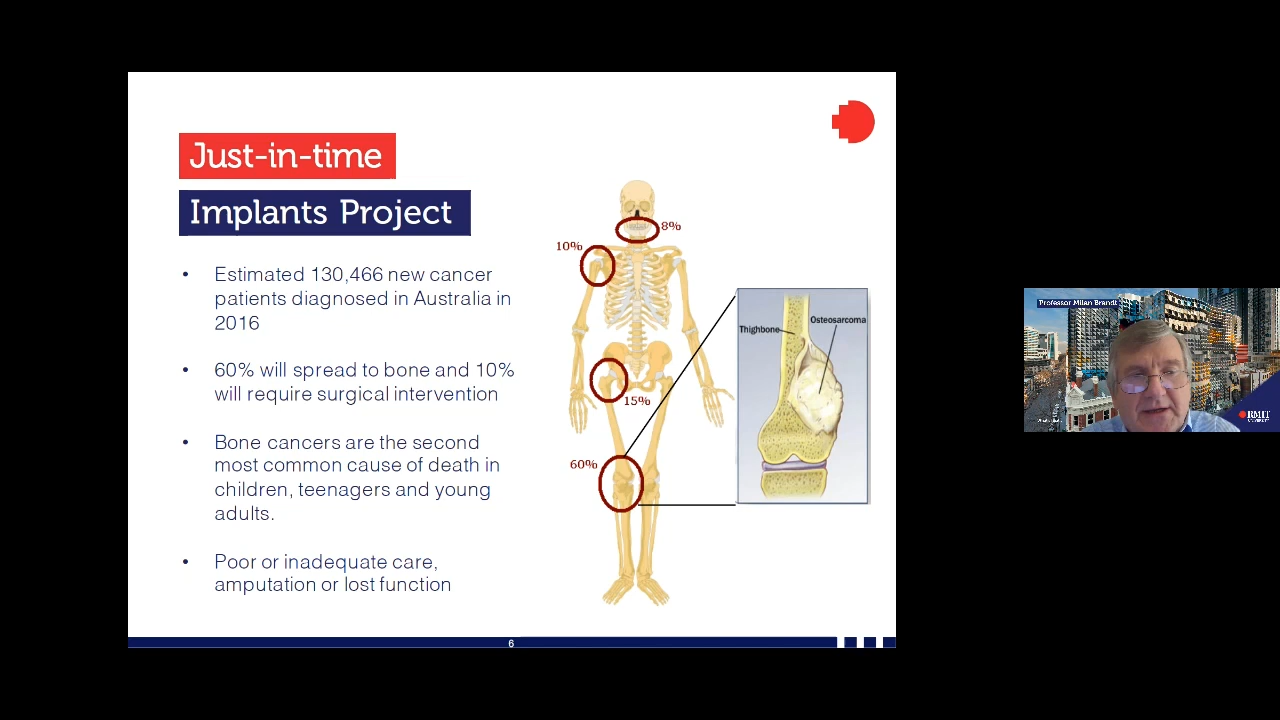 Just-in-time
Implants Project
• Estimated 130,466 new cancer
patients diagnosed in Australia in
2016
• 60% will spread to bone and 10%
will require surgical intervention
• Bone cancers are the second
most common cause of death in
children, teenagers and young
adults.
• Poor or inadequate care,
amputation or lost function
8%
10%
15%
60%
Thighbone
Osteosarcoma
6
Professor Milan Brandt
RMIT
UNIVERSITY